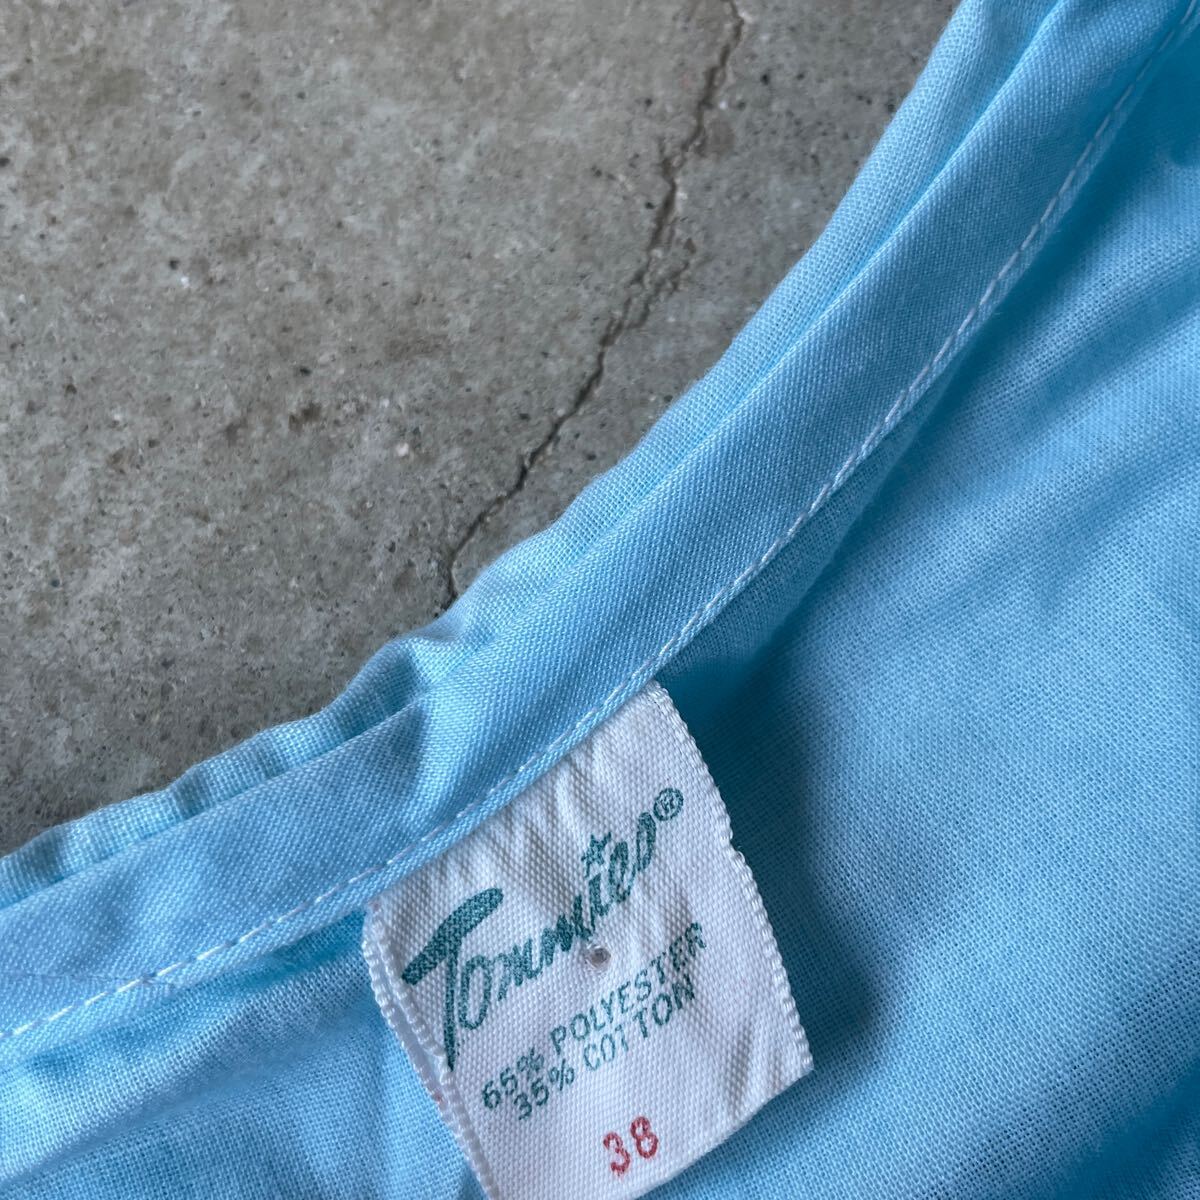 Tommies®
65% POLYESTER
35% COTTON
38